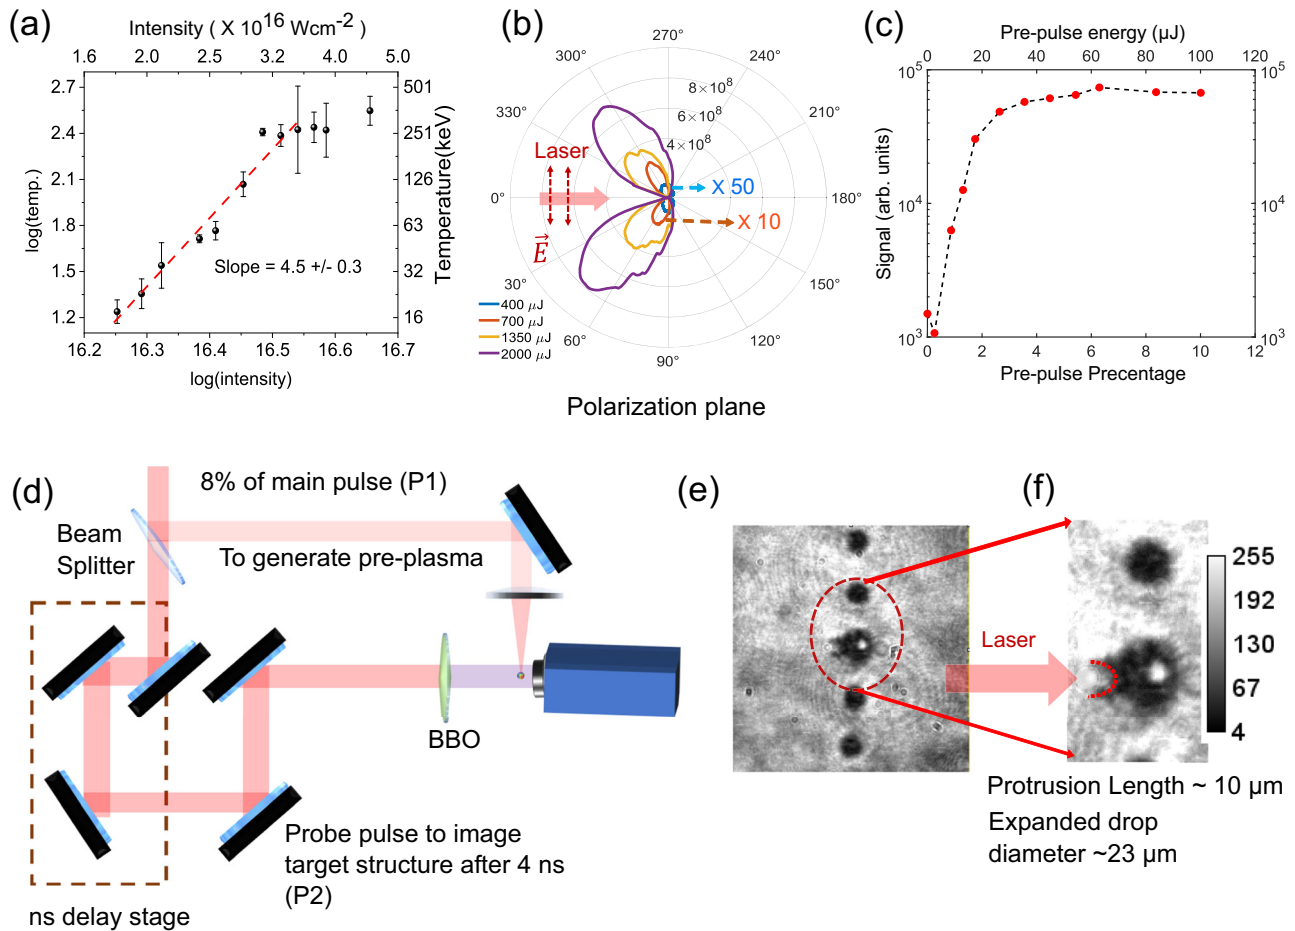 (a)
Intensity ( X 10^16 Wcm^-2 )
1.6 2.1 2.5 3.1 3.9 5.0
2.7 501
2.4 251
2.1 126
1.8 63
1.5 32
1.2 16
log(temp.)
Temperature(keV)
Slope = 4.5 +/- 0.3
16.2 16.3 16.4 16.5 16.6 16.7
log(intensity)
(b)
270°
300° 240°
330° 210°
0° 180°
30° 150°
60° 120°
90°
8×10^8
6×10^8
4×10^8
Laser
E
X 50
X 10
400 μJ
700 μJ
1350 μJ
2000 μJ
Polarization plane
(c)
Pre-pulse energy (μJ)
0 20 40 60 80 100 120
10^5 10^5
10^4 10^4
10^3 10^3
Signal (arb. units)
0 2 4 6 8 10 12
Pre-pulse Precentage
(d)
8% of main pulse (P1)
Beam
Splitter
To generate pre-plasma
BBO
Probe pulse to image
target structure after 4 ns
(P2)
ns delay stage
(e)
Laser
(f)
255
192
130
67
4
Protrusion Length ~ 10 μm
Expanded drop
diameter ~23 μm